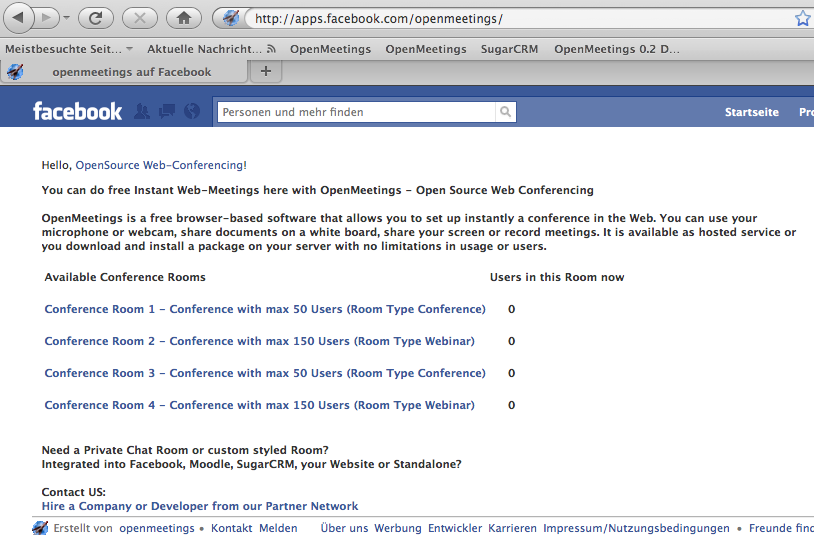 http://apps.facebook.com/openmeetings/
Meistbesuchte Seit... Aktuelle Nachricht... OpenMeetings OpenMeetings SugarCRM OpenMeetings 0.2 D...
openmeetings auf Facebook
facebook Personen und mehr finden Startseite
Hello, OpenSource Web-Conferencing!
You can do free Instant Web-Meetings here with OpenMeetings - Open Source Web Conferencing
OpenMeetings is a free browser-based software that allows you to set up instantly a conference in the Web. You can use your
microphone or webcam, share documents on a white board, share your screen or record meetings. It is available as hosted service or
you download and install a package on your server with no limitations in usage or users.
Available Conference Rooms Users in this Room now
Conference Room 1 - Conference with max 50 Users (Room Type Conference) 0
Conference Room 2 - Conference with max 150 Users (Room Type Webinar) 0
Conference Room 3 - Conference with max 50 Users (Room Type Conference) 0
Conference Room 4 - Conference with max 150 Users (Room Type Webinar) 0
Need a Private Chat Room or custom styled Room?
Integrated into Facebook, Moodle, SugarCRM, your Website or Standalone?
Contact US:
Hire a Company or Developer from our Partner Network
Erstellt von openmeetings • Kontakt Melden Über uns Werbung Entwickler Karrieren Impressum/Nutzungsbedingungen • Freunde